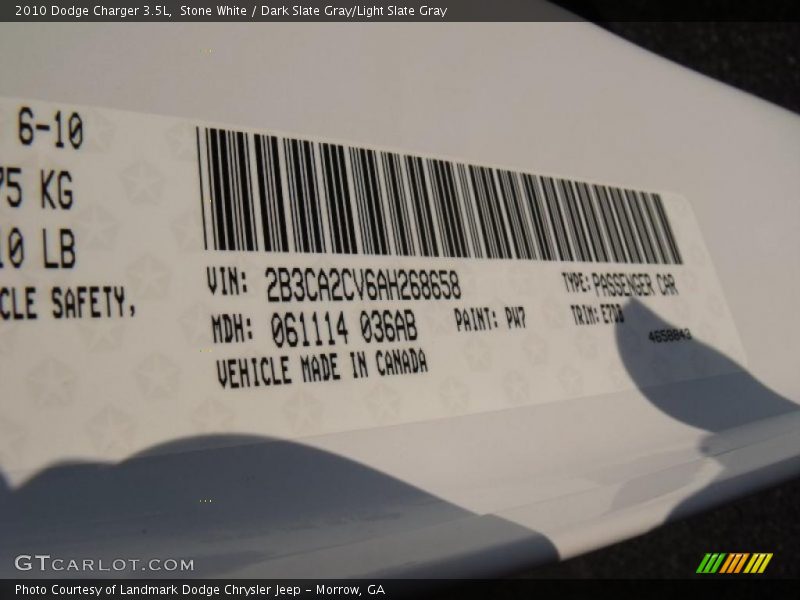 2010 Dodge Charger 3.5L,  Stone White / Dark Slate Gray/Light Slate Gray
6-10
75 KG
10 LB
CLE SAFETY,
VIN: 2B3CA2CV6AH268658
TYPE: PASSENGER CAR
MDH: 061114 036AB
PAINT: PW7
TRIM: E7DB
4658843
VEHICLE MADE IN CANADA
GTCARLOT.COM
Photo Courtesy of Landmark Dodge Chrysler Jeep – Morrow, GA